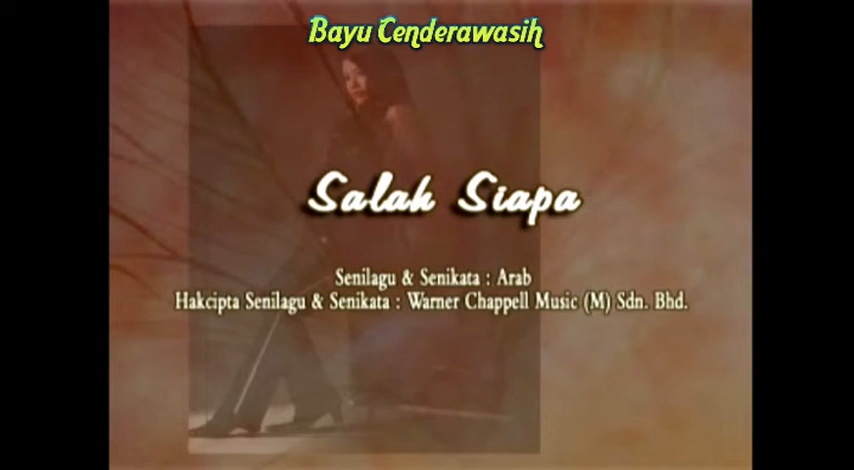 Bayu Cenderawasih
Salah Siapa
Senilagu & Senikata : Arab
Hakcipta Senilagu & Senikata : Warner Chappell Music (M) Sdn. Bhd.